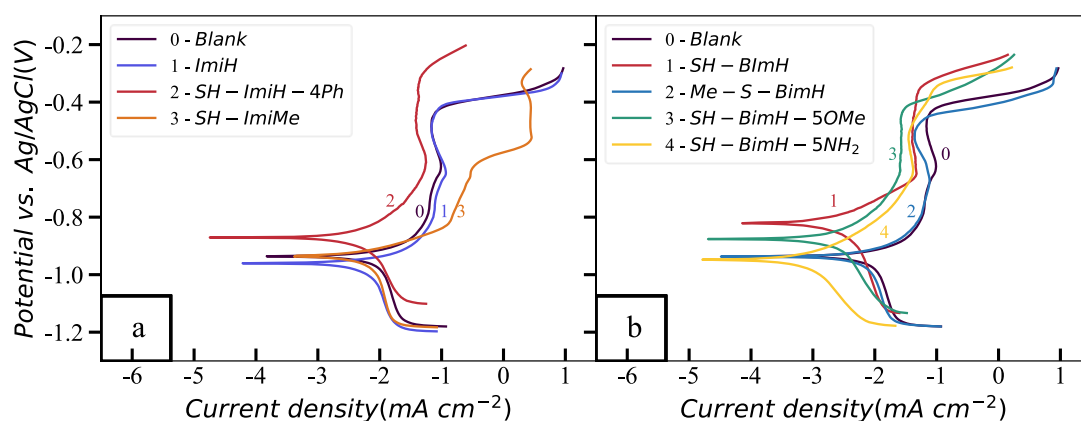 Potential vs. Ag/AgCl(V)
-0.2
-0.4
-0.6
-0.8
-1.0
-1.2
0 - Blank
1 - ImiH
2 - SH − ImiH − 4Ph
3 - SH − ImiMe
2
0
1
3
a
-6
-5
-4
-3
-2
-1
0
1
Current density(mA cm⁻²)
0 - Blank
1 - SH − BImH
2 - Me − S − BimH
3 - SH − BimH − 5OMe
4 - SH − BimH − 5NH₂
3
0
1
2
4
b
-6
-5
-4
-3
-2
-1
0
1
Current density(mA cm⁻²)